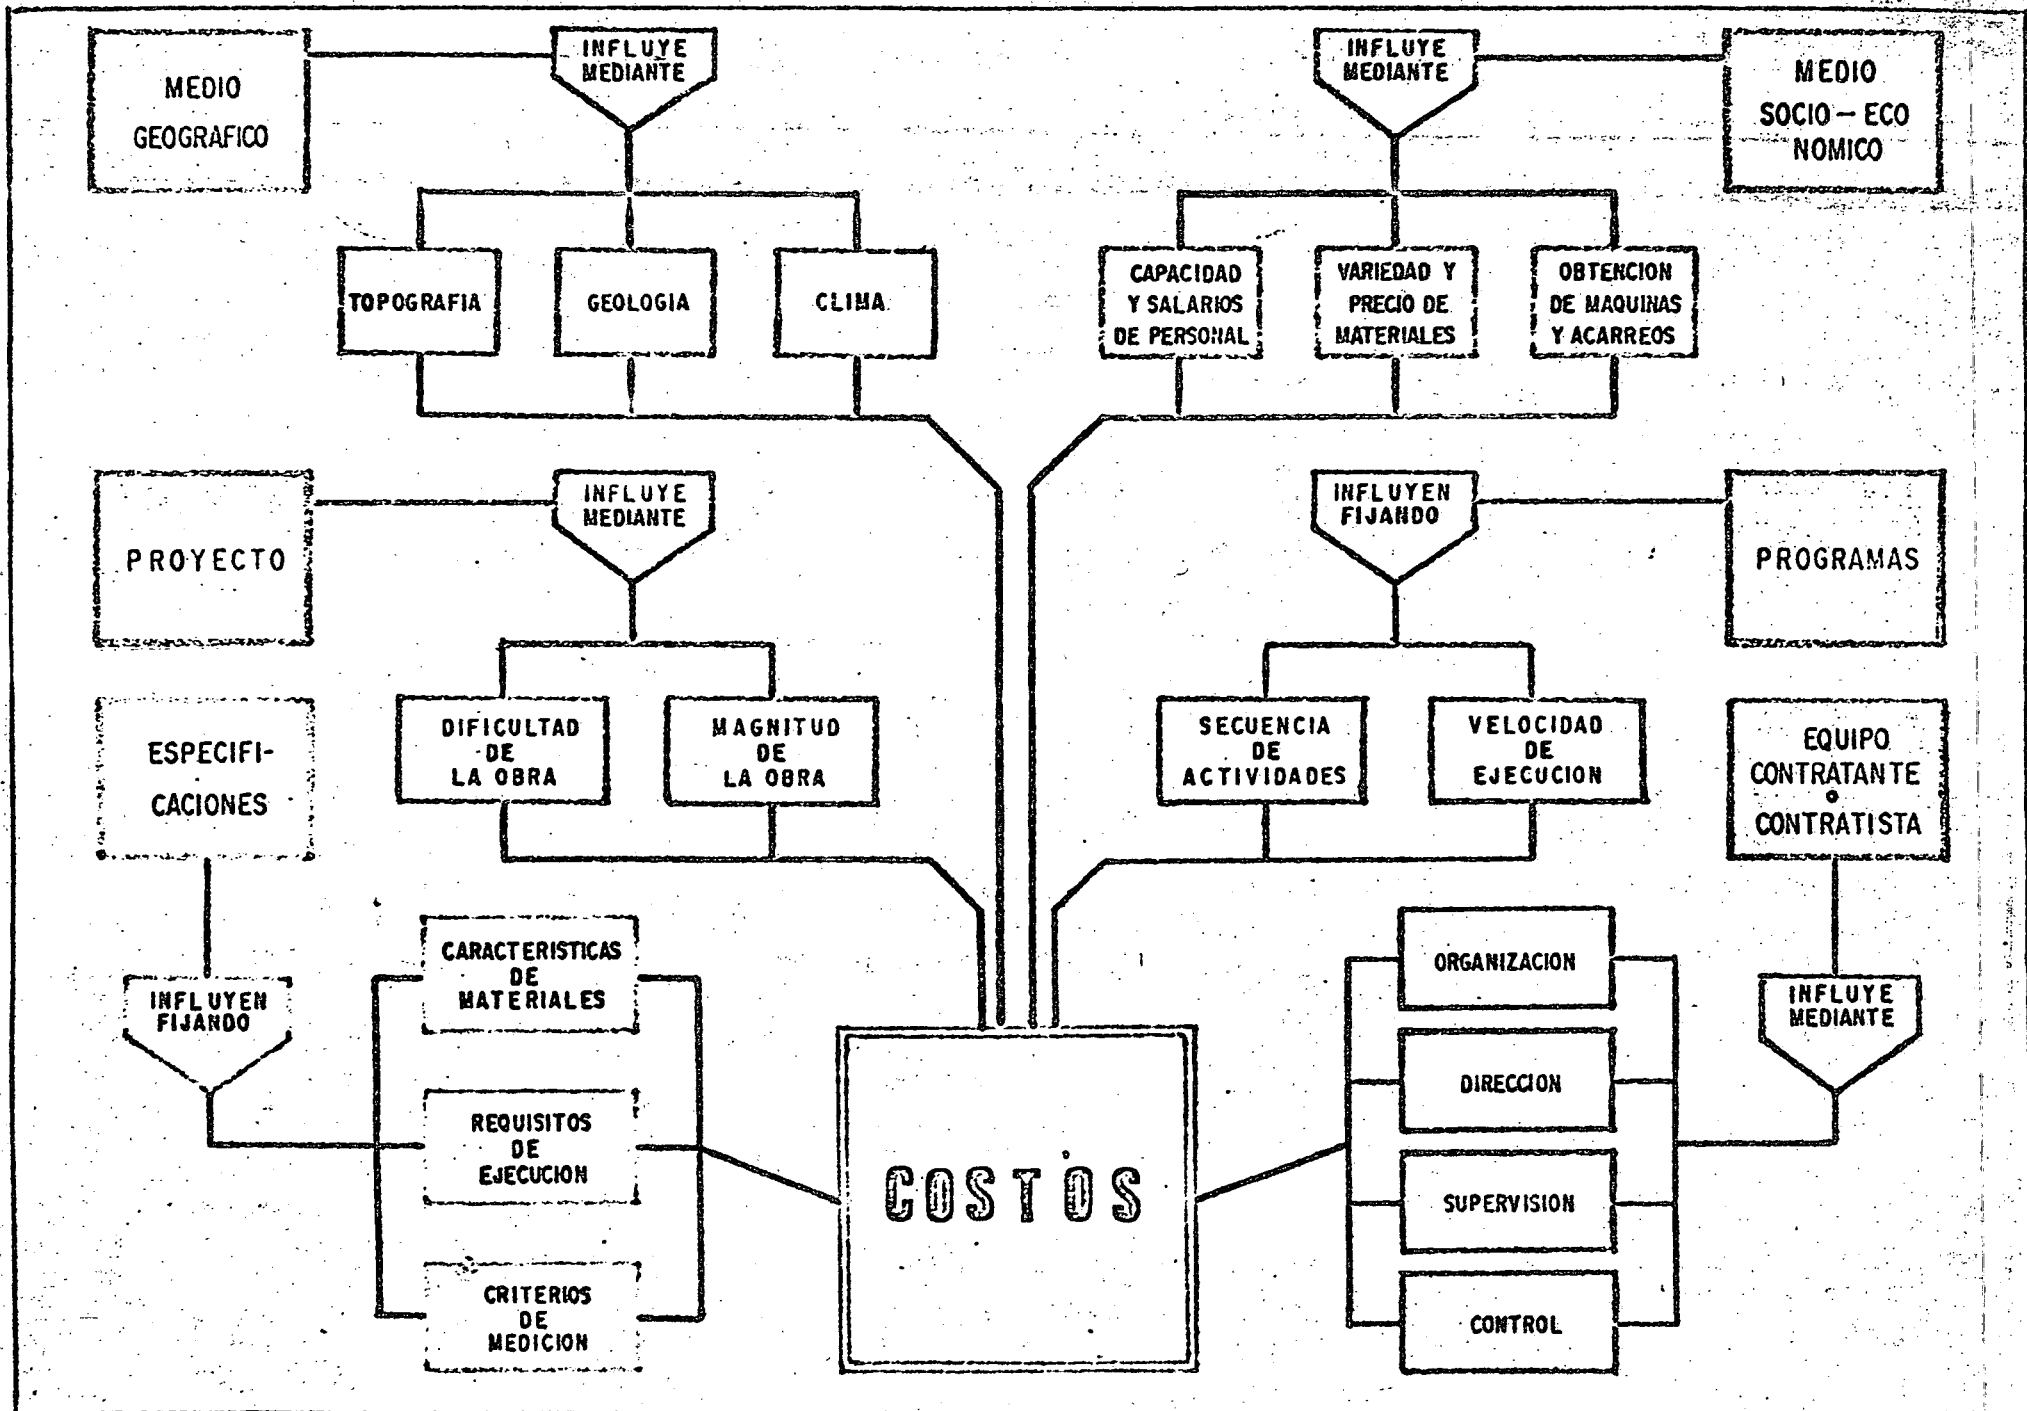 MEDIO
GEOGRAFICO
INFLUYE
MEDIANTE
TOPOGRAFIA
GEOLOGIA
CLIMA
INFLUYE
MEDIANTE
MEDIO
SOCIO – ECO
NOMICO
CAPACIDAD
Y SALARIOS
DE PERSONAL
VARIEDAD Y
PRECIO DE
MATERIALES
OBTENCION
DE MAQUINAS
Y ACARREOS
PROYECTO
INFLUYE
MEDIANTE
DIFICULTAD
DE
LA OBRA
MAGNITUD
DE
LA OBRA
INFLUYEN
FIJANDO
PROGRAMAS
SECUENCIA
DE
ACTIVIDADES
VELOCIDAD
DE
EJECUCION
ESPECIFI-
CACIONES
INFLUYEN
FIJANDO
CARACTERISTICAS
DE
MATERIALES
REQUISITOS
DE
EJECUCION
CRITERIOS
DE
MEDICION
COSTOS
EQUIPO
CONTRATANTE
o
CONTRATISTA
INFLUYE
MEDIANTE
ORGANIZACION
DIRECCION
SUPERVISION
CONTROL